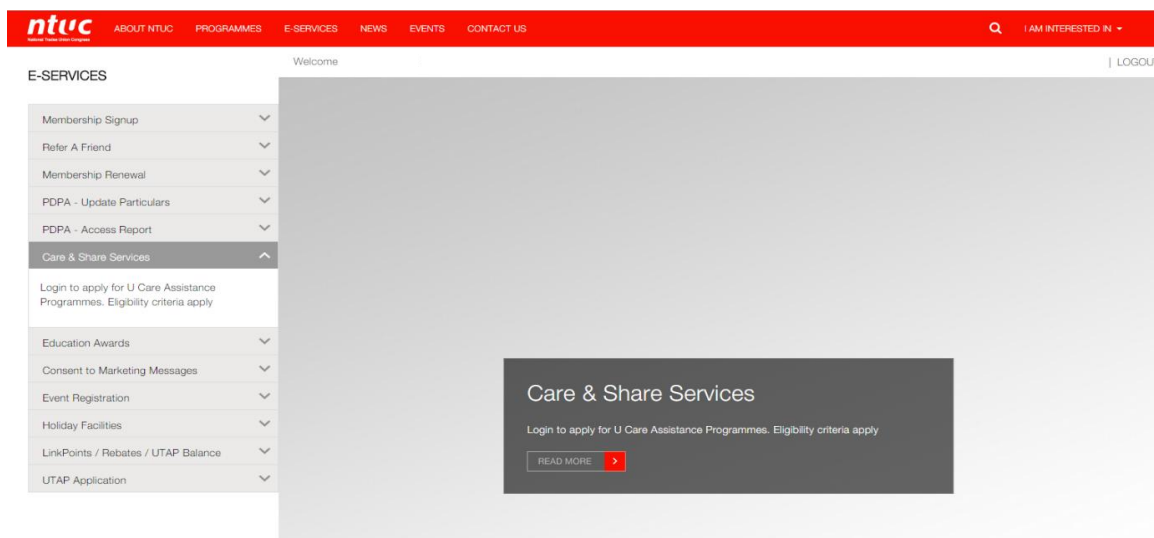 ntuc
National Trades Union Congress
ABOUT NTUC PROGRAMMES E-SERVICES NEWS EVENTS CONTACT US
I AM INTERESTED IN
Welcome
| LOGOU
E-SERVICES
Membership Signup
Refer A Friend
Membership Renewal
PDPA - Update Particulars
PDPA - Access Report
Care & Share Services
Login to apply for U Care Assistance
Programmes. Eligibility criteria apply
Education Awards
Consent to Marketing Messages
Event Registration
Holiday Facilities
LinkPoints / Rebates / UTAP Balance
UTAP Application
Care & Share Services
Login to apply for U Care Assistance Programmes. Eligibility criteria apply
READ MORE